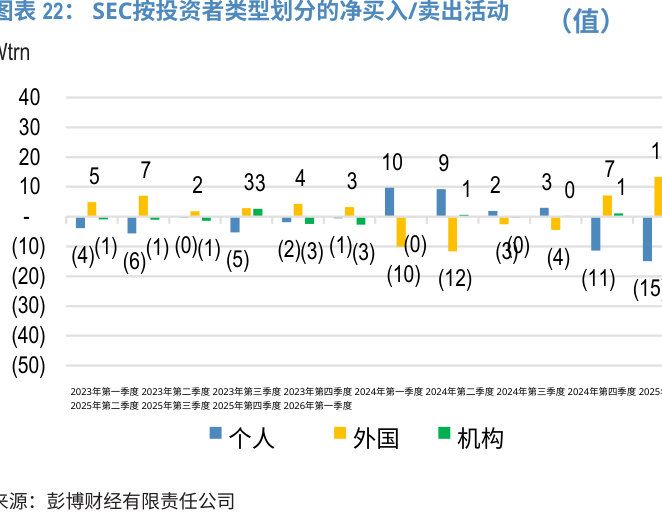 图表 22： SEC按投资者类型划分的净买入/卖出活动
（值）
Wtrn
40
30
20
10
-
(10)
(20)
(30)
(40)
(50)
5 7 2 3 3 4 3 10 9 1 2 3 0 7 1 1
(4) (1) (6) (1) (0) (1) (5) (2) (3) (1) (3) (10) (0) (12) (3) (0) (4) (11) (15)
2023年第一季度 2023年第二季度 2023年第三季度 2023年第四季度 2024年第一季度 2024年第二季度 2024年第三季度 2024年第四季度 2025年
2025年第二季度 2025年第三季度 2025年第四季度 2026年第一季度
个人 外国 机构
来源：彭博财经有限责任公司